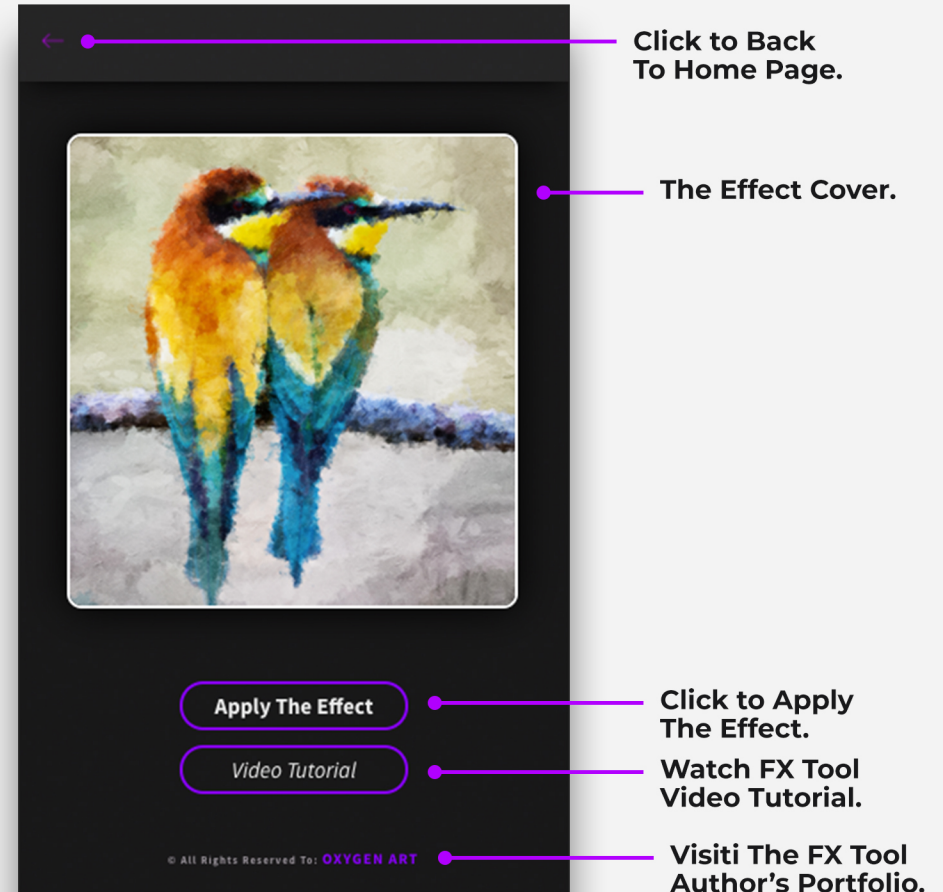 Click to Back
To Home Page.
The Effect Cover.
Apply The Effect
Click to Apply
The Effect.
Video Tutorial
Watch FX Tool
Video Tutorial.
© All Rights Reserved To: OXYGEN ART
Visiti The FX Tool
Author's Portfolio.